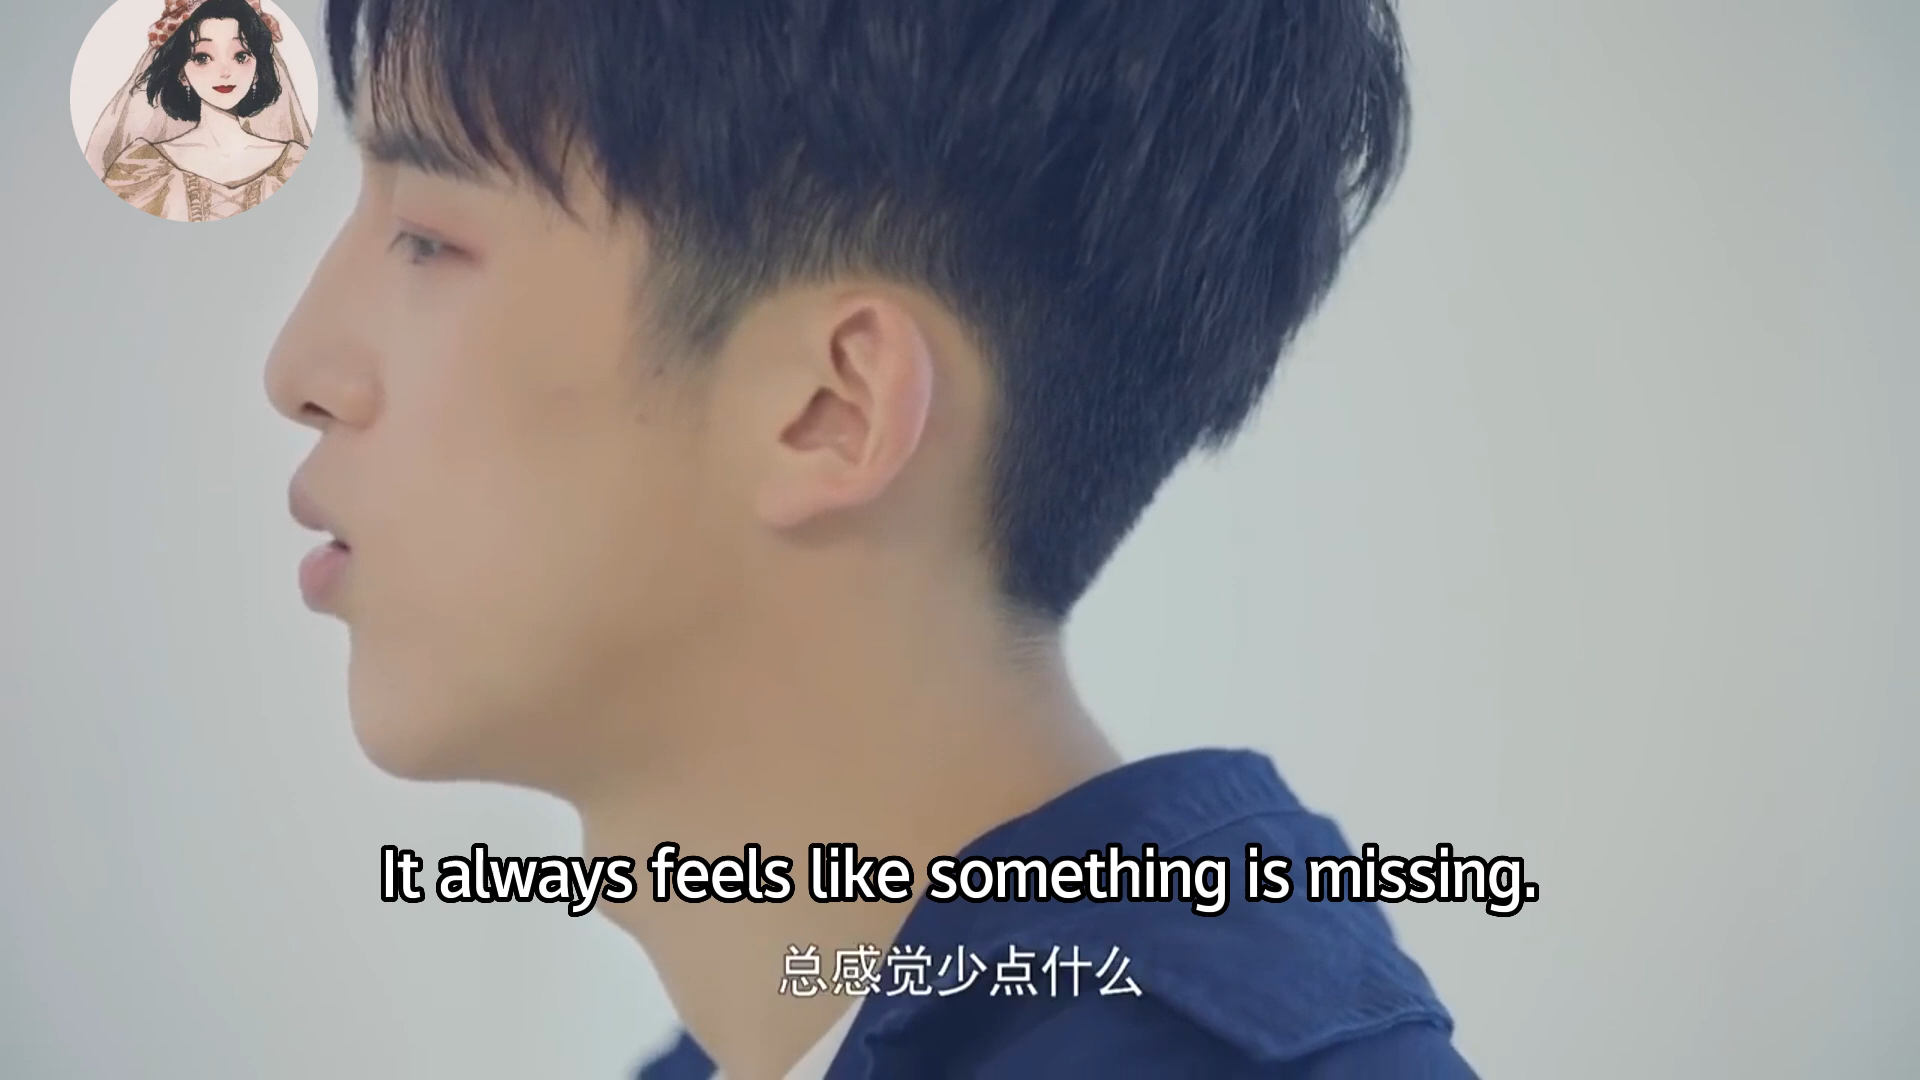 It always feels like something is missing.
总感觉少点什么